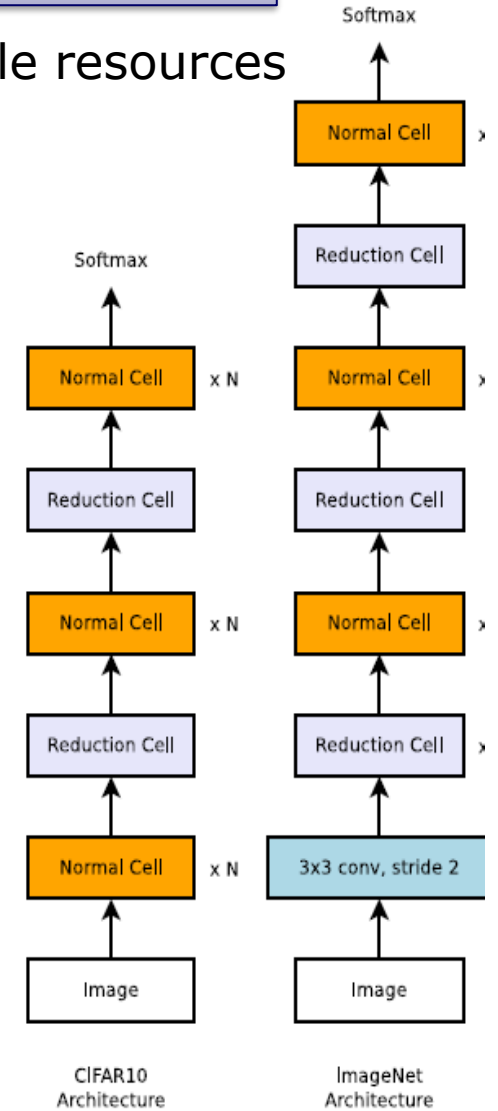 le resources
Softmax
Normal Cell x
Reduction Cell
Normal Cell x
Reduction Cell
Normal Cell x
Reduction Cell x
3x3 conv, stride 2
Image
ImageNet
Architecture
Softmax
Normal Cell x N
Reduction Cell
Normal Cell x N
Reduction Cell
Normal Cell x N
Image
CIFAR10
Architecture